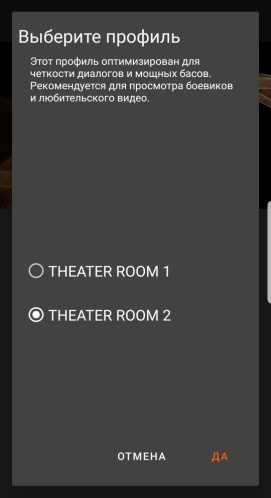 Выберите профиль
Этот профиль оптимизирован для
четкости диалогов и мощных басов.
Рекомендуется для просмотра боевиков
и любительского видео.
THEATER ROOM 1
THEATER ROOM 2
ОТМЕНА ДА